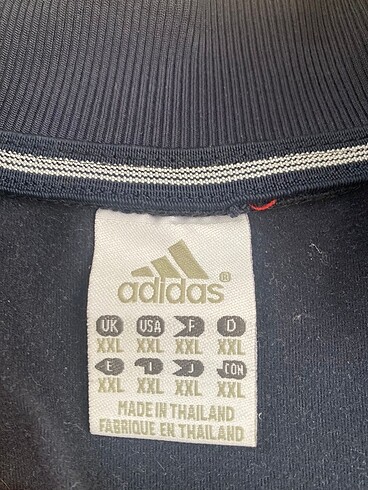 adidas®
UK USA F D
XXL XXL XXL XXL
E I J CON
XXL XXL XXL XXL
MADE IN THAILAND
FABRIQUE EN THAILAND